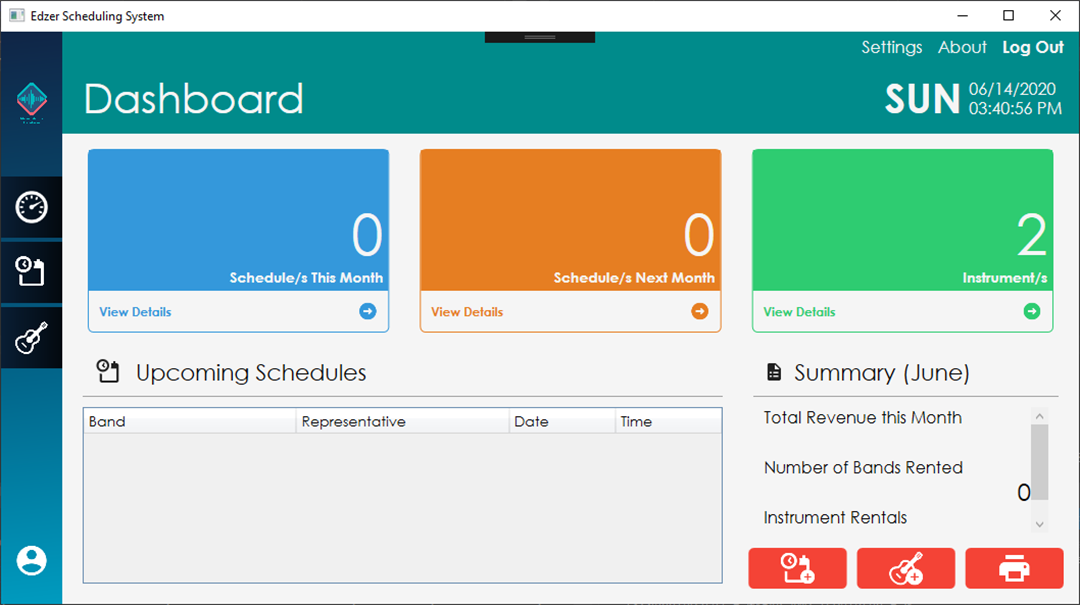 Edzer Scheduling System
Settings About Log Out
Dashboard
SUN
06/14/2020
03:40:56 PM
0
Schedule/s This Month
View Details
0
Schedule/s Next Month
View Details
2
Instrument/s
View Details
Upcoming Schedules
Band Representative Date Time
Summary (June)
Total Revenue this Month
Number of Bands Rented
0
Instrument Rentals